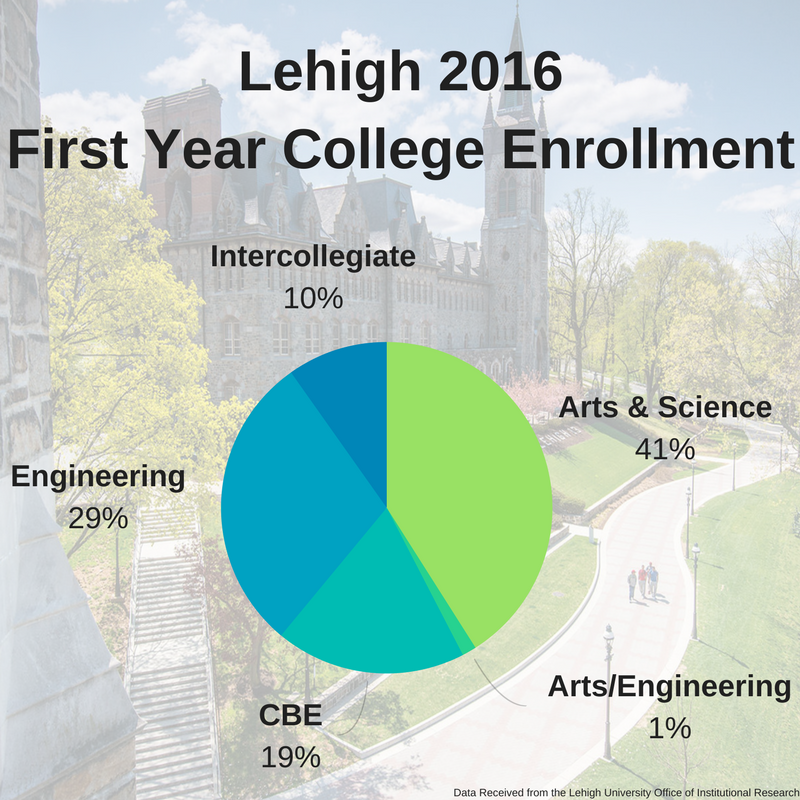 Lehigh 2016
First Year College Enrollment
Intercollegiate
10%
Arts & Science
41%
Engineering
29%
Arts/Engineering
1%
CBE
19%
Data Received from the Lehigh University Office of Institutional Research